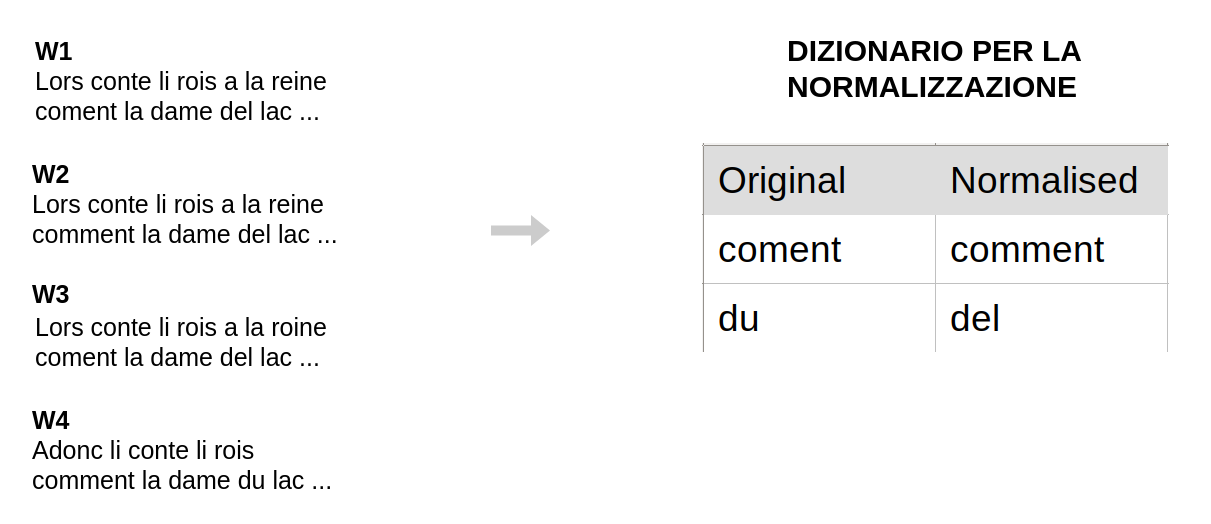 W1
Lors conte li rois a la reine
coment la dame del lac ...
W2
Lors conte li rois a la reine
comment la dame del lac ...
W3
Lors conte li rois a la roine
coment la dame del lac ...
W4
Adonc li conte li rois
comment la dame du lac ...
DIZIONARIO PER LA
NORMALIZZAZIONE
Original Normalised
coment comment
du del